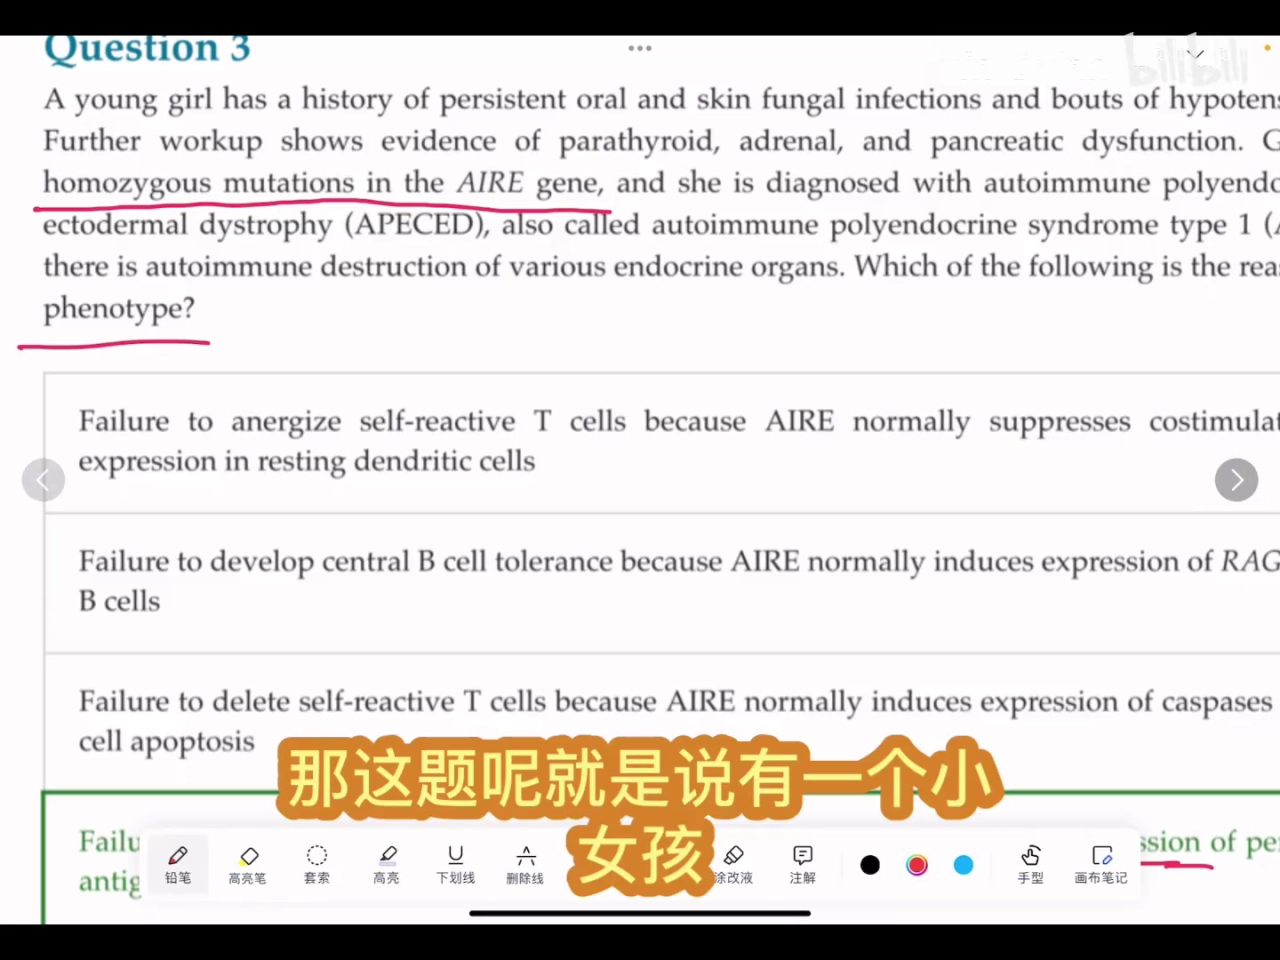 Question 3
bilibili
A young girl has a history of persistent oral and skin fungal infections and bouts of
Further workup shows evidence of parathyroid, adrenal, and pancreatic dysfunction.
homozygous mutations in the AIRE gene, and she is diagnosed with autoimmune
ectodermal dystrophy (APECED), also called autoimmune polyendocrine syndrome type 1
there is autoimmune destruction of various endocrine organs. Which of the following is the
phenotype?
Failure to anergize self-reactive T cells because AIRE normally suppresses
expression in resting dendritic cells
Failure to develop central B cell tolerance because AIRE normally induces expression of RAG
B cells
Failure to delete self-reactive T cells because AIRE normally induces expression of caspases
cell apoptosis
那这题呢就是说有一个小
女孩
of
铅笔 高亮笔 套索 高亮 下划线 删除线 涂改液 注解 手型 画布笔记